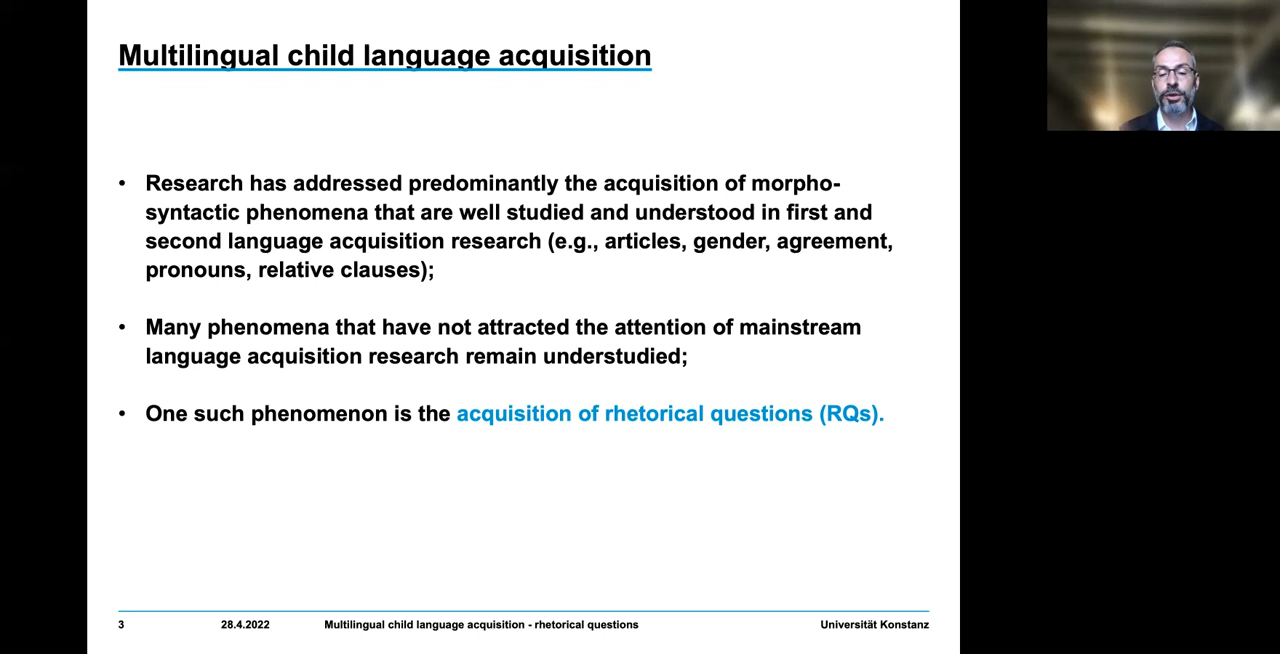 Multilingual child language acquisition
• Research has addressed predominantly the acquisition of morpho-
syntactic phenomena that are well studied and understood in first and
second language acquisition research (e.g., articles, gender, agreement,
pronouns, relative clauses);
• Many phenomena that have not attracted the attention of mainstream
language acquisition research remain understudied;
• One such phenomenon is the acquisition of rhetorical questions (RQs).
3 28.4.2022 Multilingual child language acquisition - rhetorical questions Universität Konstanz